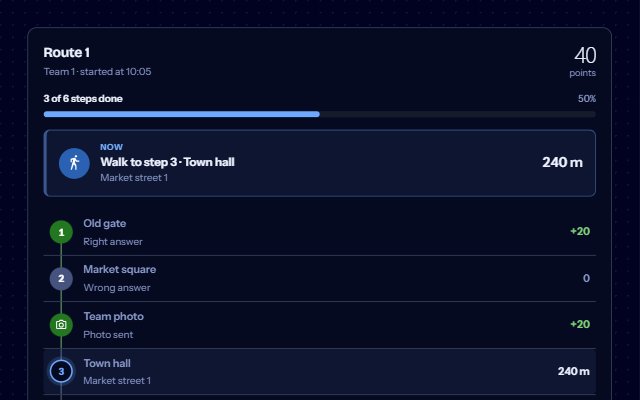 Route 1
40
Team 1 · started at 10:05
points
3 of 6 steps done
50%
NOW
Walk to step 3 · Town hall
240 m
Market street 1
1
Old gate
+20
Right answer
2
Market square
0
Wrong answer
Team photo
+20
Photo sent
3
Town hall
240 m
Market street 1